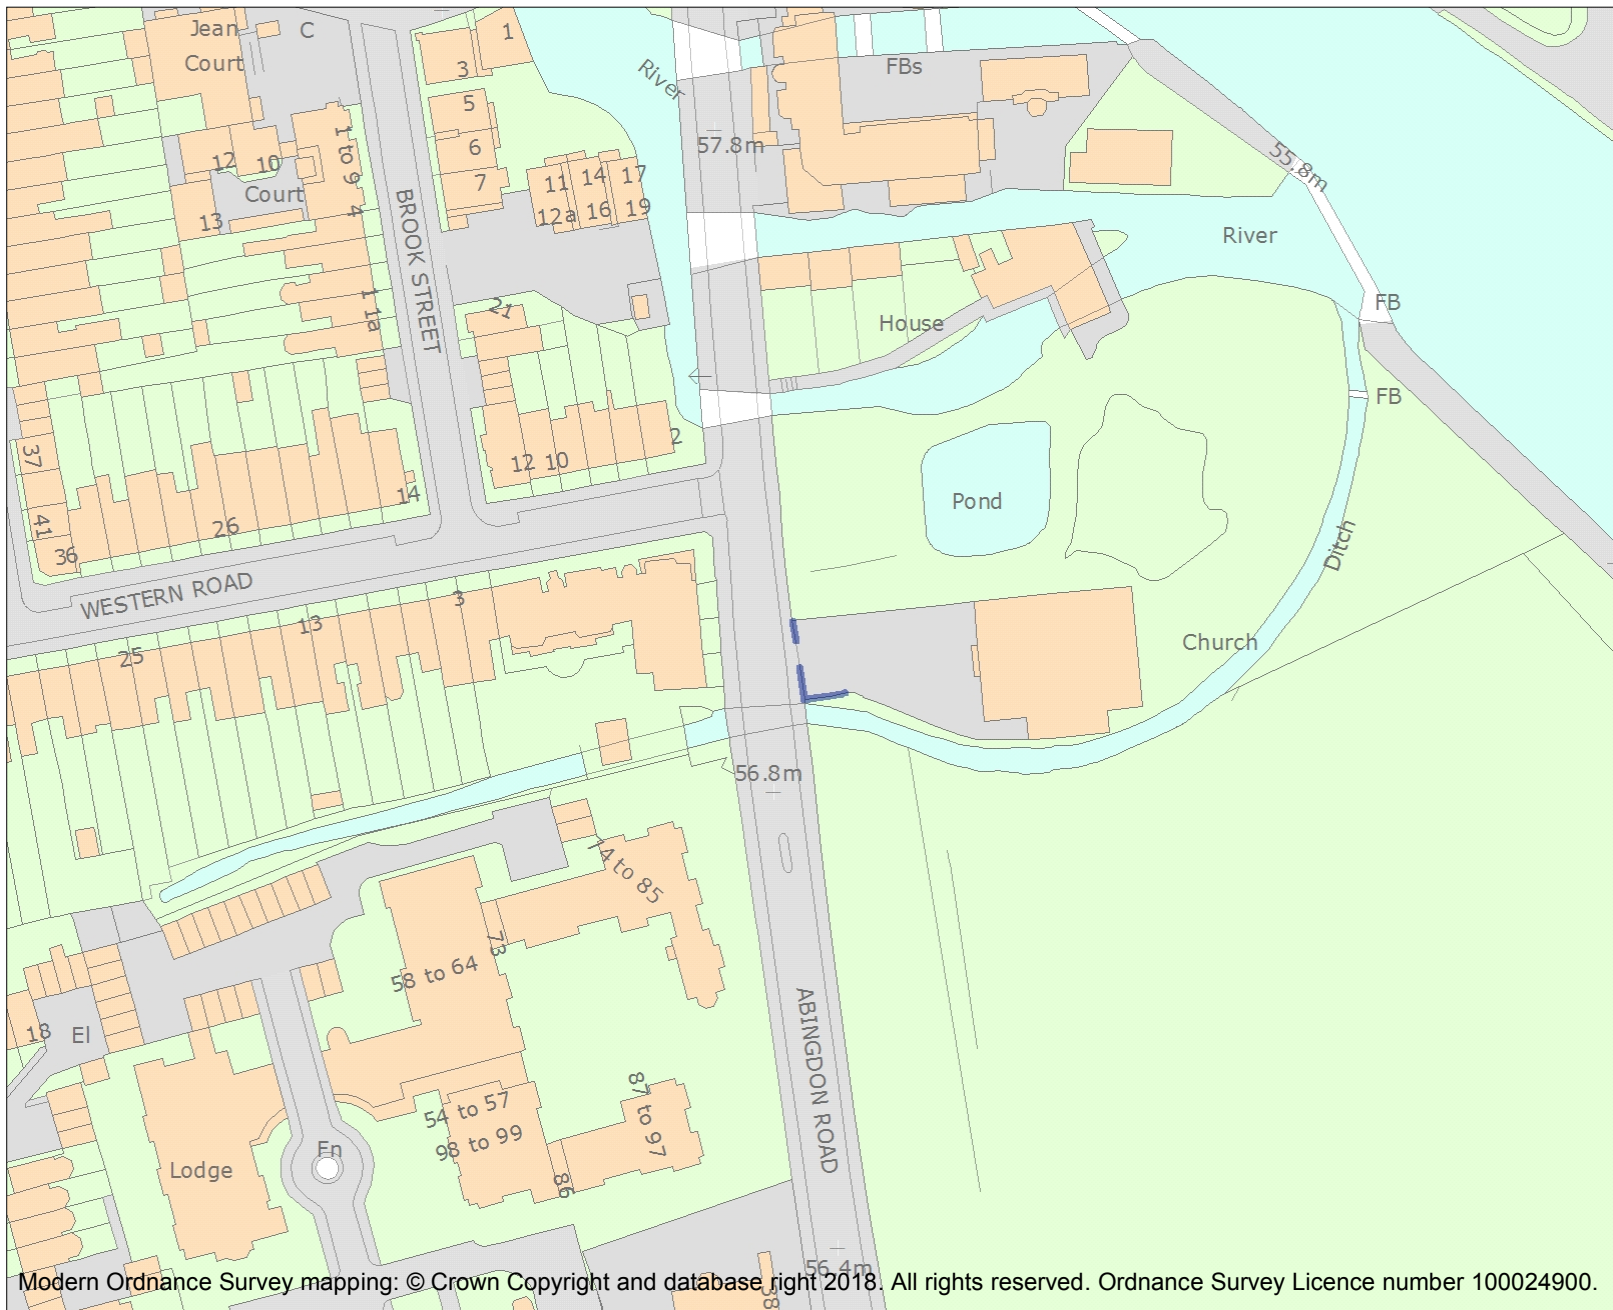 Jean
Court
C
1
3
5
6
7
River
57.8m
FBs
55.8m
1 to 9
4
12
10
Court
13
11
14
17
12a
16
19
BROOK STREET
River
FB
21
1
11a
House
FB
2
12
10
37
41
36
26
14
Pond
Ditch
WESTERN ROAD
3
13
25
Church
56.8m
74 to 85
73
58 to 64
18
El
ABINGDON ROAD
54 to 57
98 to 99
87 to 97
86
Fn
Lodge
56.4m
38
Modern Ordnance Survey mapping: © Crown Copyright and database right 2018. All rights reserved. Ordnance Survey Licence number 100024900.